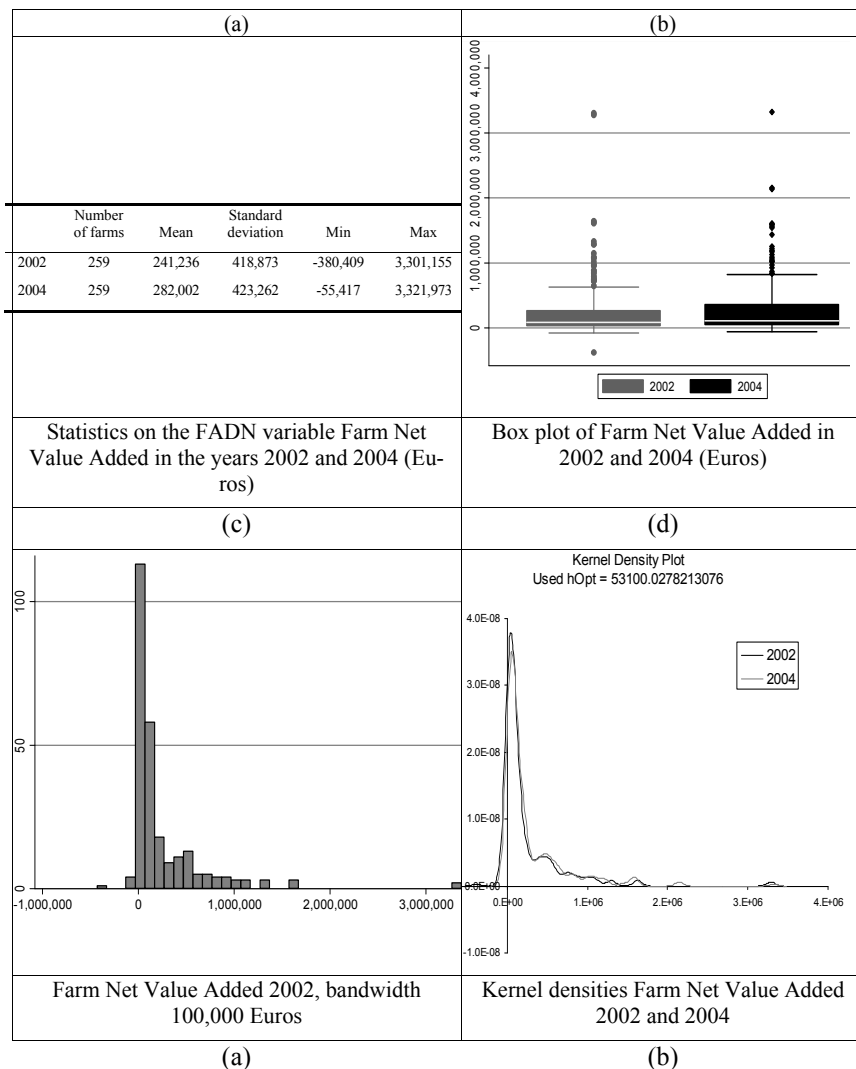 (a)
(b)
Number of farms Mean Standard deviation Min Max
2002 259 241,236 418,873 -380,409 3,301,155
2004 259 282,002 423,262 -55,417 3,321,973
4,000,000
3,000,000
2,000,000
1,000,000
0
2002 2004
Statistics on the FADN variable Farm Net
Value Added in the years 2002 and 2004 (Eu-
ros)
Box plot of Farm Net Value Added in
2002 and 2004 (Euros)
(c)
(d)
100
50
0
-1,000,000 0 1,000,000 2,000,000 3,000,000
Kernel Density Plot
Used hOpt = 53100.0278213076
4.0E-08
3.0E-08
2.0E-08
1.0E-08
0.0E+00
-1.0E-08
0.E+00 1.E+06 2.E+06 3.E+06 4.E+06
2002
2004
Farm Net Value Added 2002, bandwidth
100,000 Euros
Kernel densities Farm Net Value Added
2002 and 2004
(a)
(b)